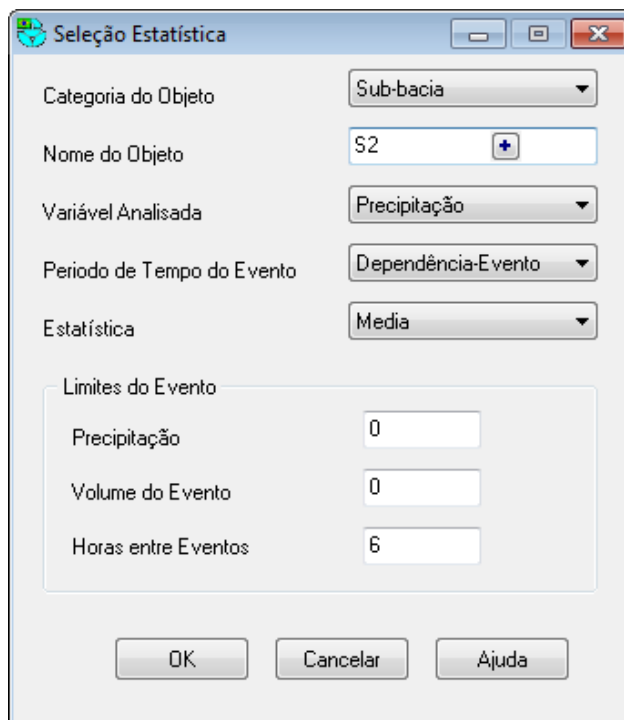 Seleção Estatística
Categoria do Objeto Sub-bacia
Nome do Objeto S2
Variável Analisada Precipitação
Periodo de Tempo do Evento Dependência-Evento
Estatística Media
Limites do Evento
Precipitação 0
Volume do Evento 0
Horas entre Eventos 6
OK Cancelar Ajuda